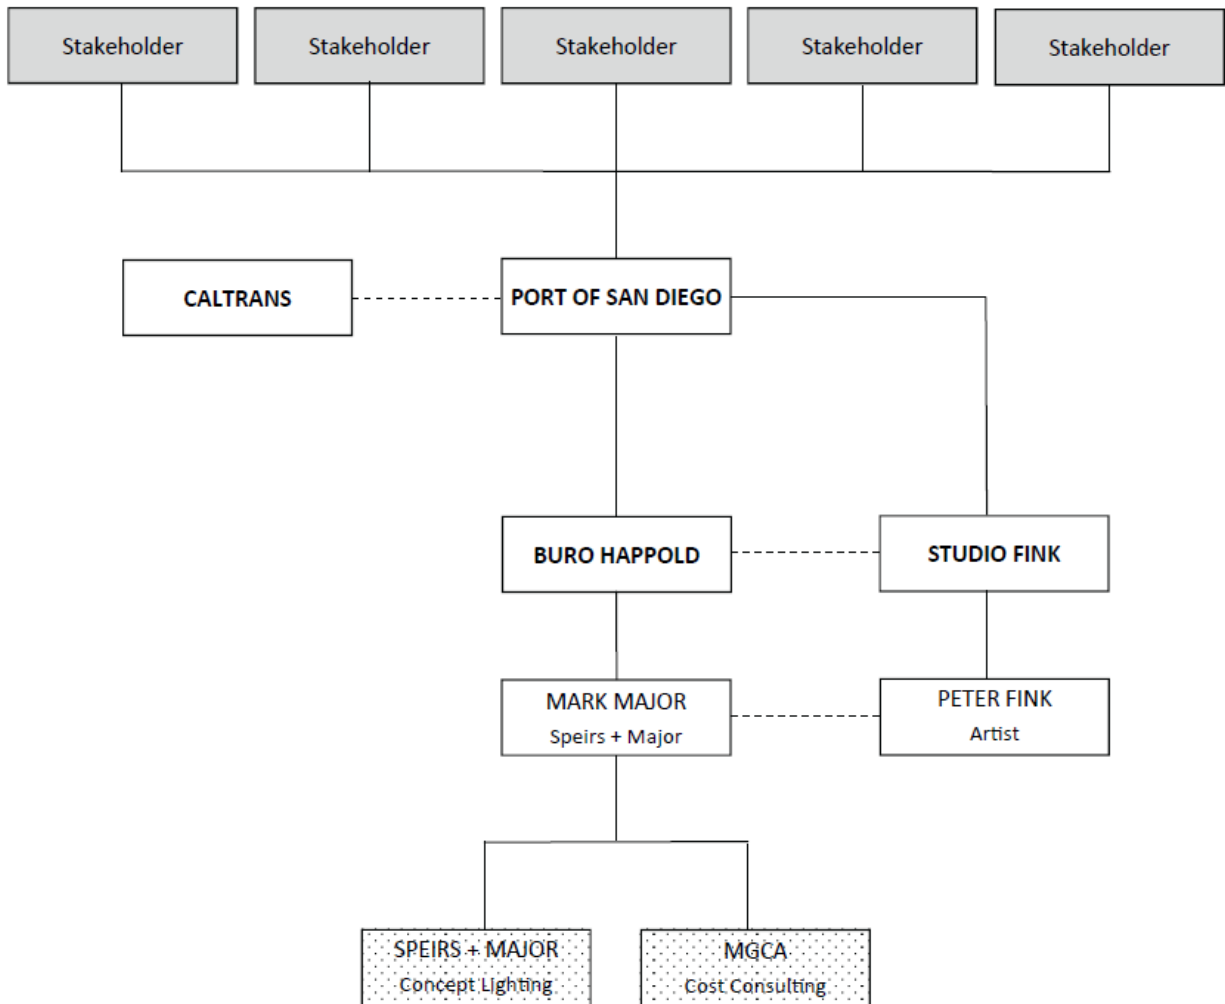 Stakeholder
Stakeholder
Stakeholder
Stakeholder
Stakeholder
CALTRANS
PORT OF SAN DIEGO
BURO HAPPOLD
STUDIO FINK
MARK MAJOR
Speirs + Major
PETER FINK
Artist
SPEIRS + MAJOR
Concept Lighting
MGCA
Cost Consulting